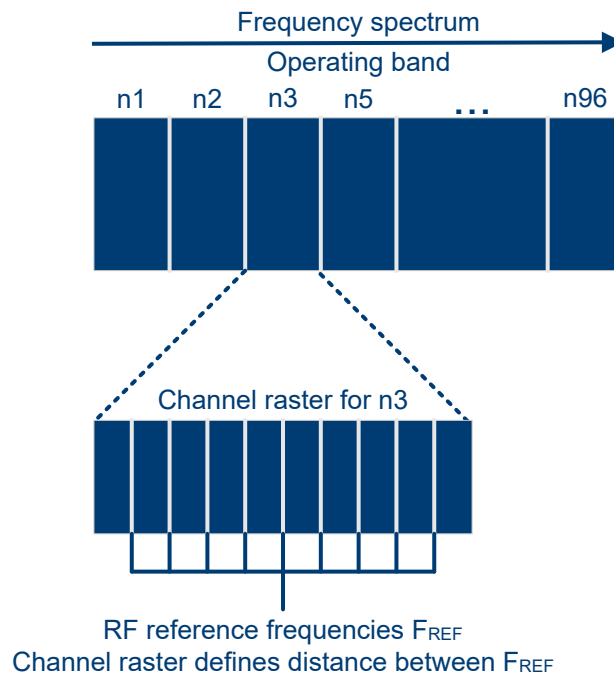 Frequency spectrum
Operating band
n1 n2 n3 n5 ... n96
Channel raster for n3
RF reference frequencies FREF
Channel raster defines distance between FREF